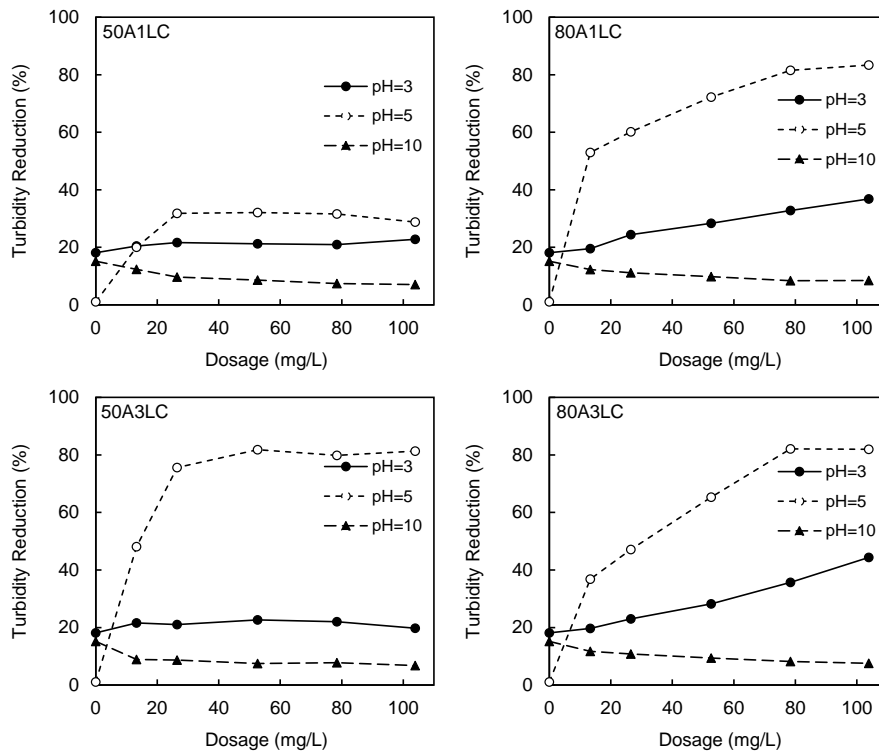 50A1LC
Turbidity Reduction (%)
100
80
60
40
20
0
pH=3
pH=5
pH=10
0 20 40 60 80 100
Dosage (mg/L)
80A1LC
Turbidity Reduction (%)
100
80
60
40
20
0
pH=3
pH=5
pH=10
0 20 40 60 80 100
Dosage (mg/L)
50A3LC
Turbidity Reduction (%)
100
80
60
40
20
0
pH=3
pH=5
pH=10
0 20 40 60 80 100
Dosage (mg/L)
80A3LC
Turbidity Reduction (%)
100
80
60
40
20
0
pH=3
pH=5
pH=10
0 20 40 60 80 100
Dosage (mg/L)